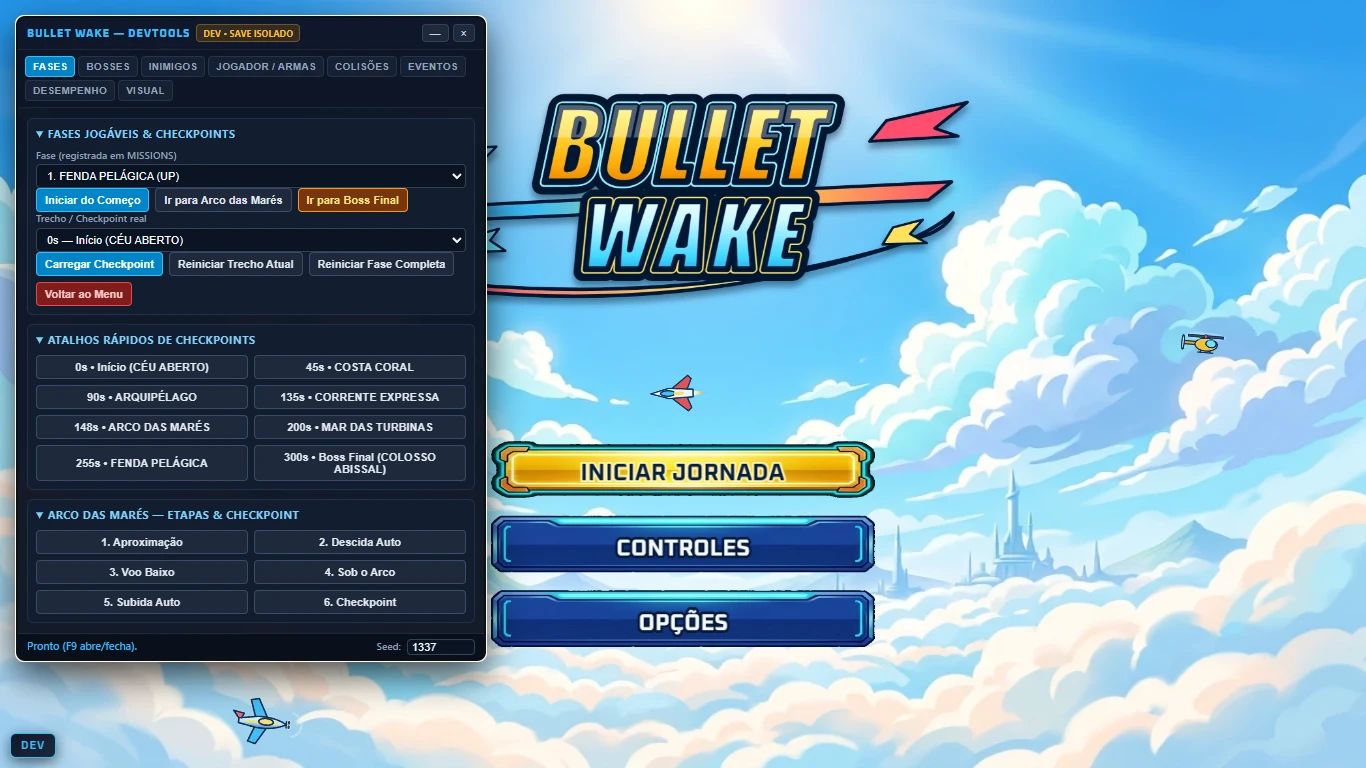 BULLET WAKE — DEVTOOLS
DEV • SAVE ISOLADO
—
×
FASES
BOSSES
INIMIGOS
JOGADOR / ARMAS
COLISÕES
EVENTOS
DESEMPENHO
VISUAL
▼ FASES JOGÁVEIS & CHECKPOINTS
Fase (registrada em MISSIONS)
1. FENDA PELÁGICA (UP)
Iniciar do Começo
Ir para Arco das Marés
Ir para Boss Final
Trecho / Checkpoint real
0s — Início (CÉU ABERTO)
Carregar Checkpoint
Reiniciar Trecho Atual
Reiniciar Fase Completa
Voltar ao Menu
▼ ATALHOS RÁPIDOS DE CHECKPOINTS
0s • Início (CÉU ABERTO)
45s • COSTA CORAL
90s • ARQUIPÉLAGO
135s • CORRENTE EXPRESSA
148s • ARCO DAS MARÉS
200s • MAR DAS TURBINAS
255s • FENDA PELÁGICA
300s • Boss Final (COLOSSO
ABISSAL)
▼ ARCO DAS MARÉS — ETAPAS & CHECKPOINT
1. Aproximação
2. Descida Auto
3. Voo Baixo
4. Sob o Arco
5. Subida Auto
6. Checkpoint
Pronto (F9 abre/fecha).
Seed:
1337
DEV
BULLET
WAKE
INICIAR JORNADA
CONTROLES
OPÇÕES